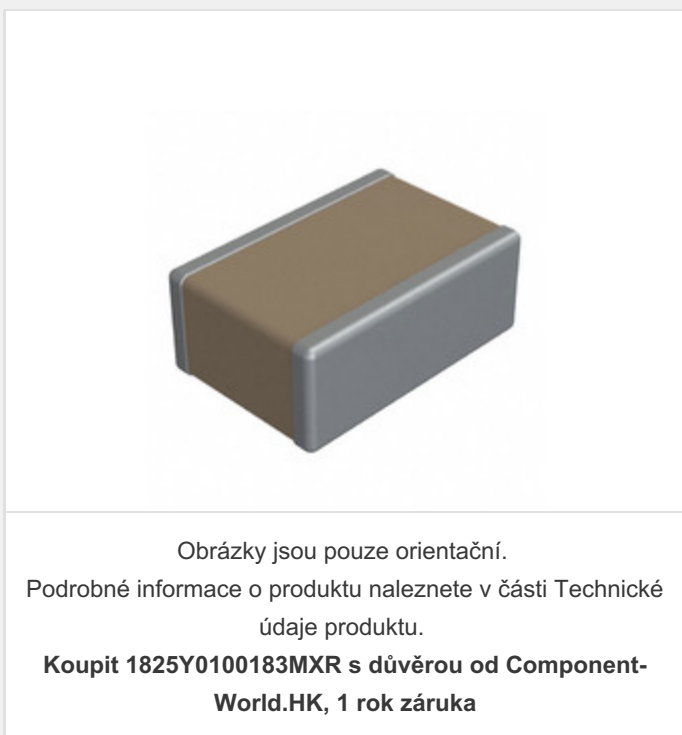 Obrázky jsou pouze orientační.
Podrobné informace o produktu naleznete v části Technické
údaje produktu.
Koupit 1825Y0100183MXR s důvěrou od Component-
World.HK, 1 rok záruka